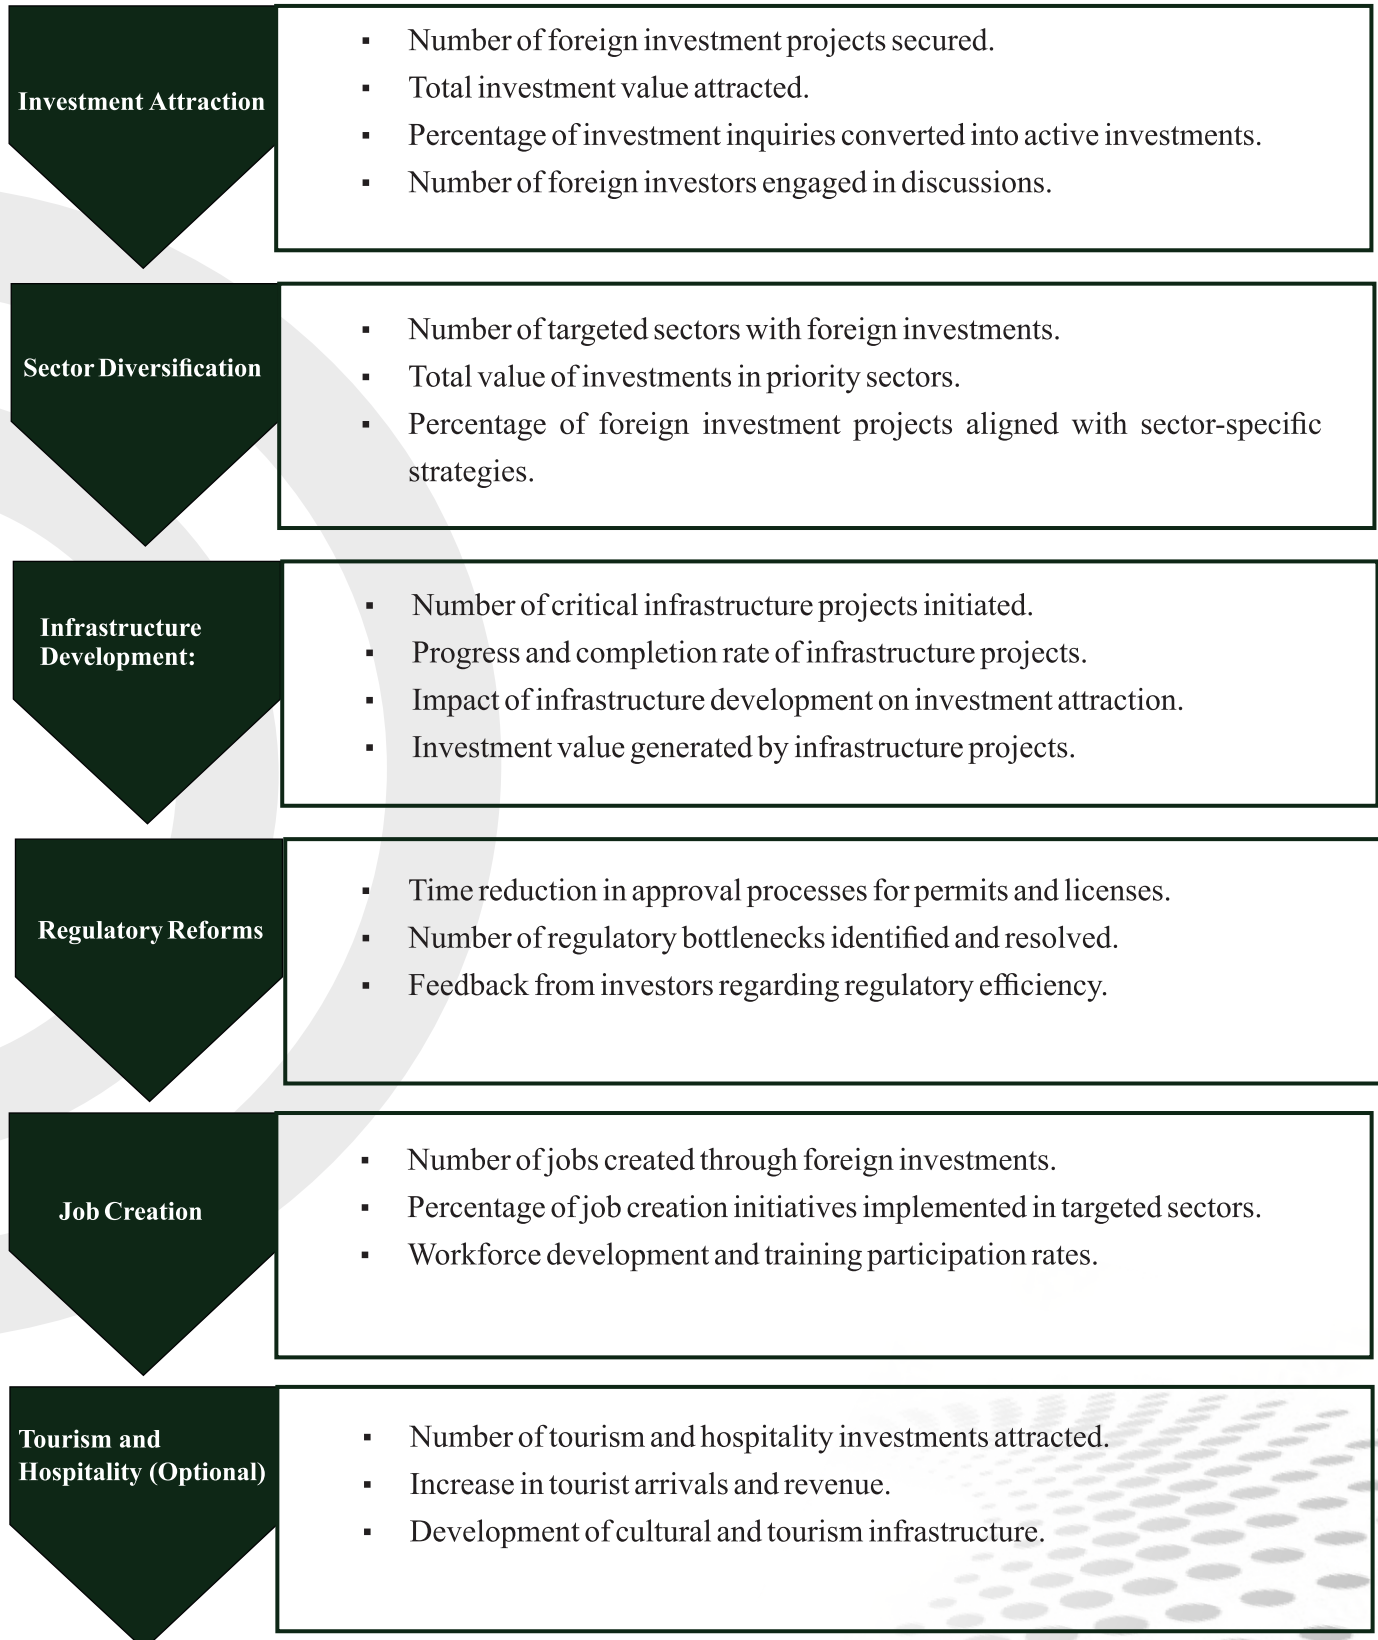 Investment Attraction
▪ Number of foreign investment projects secured.
▪ Total investment value attracted.
▪ Percentage of investment inquiries converted into active investments.
▪ Number of foreign investors engaged in discussions.
Sector Diversification
▪ Number of targeted sectors with foreign investments.
▪ Total value of investments in priority sectors.
▪ Percentage of foreign investment projects aligned with sector-specific
strategies.
Infrastructure
Development:
▪ Number of critical infrastructure projects initiated.
▪ Progress and completion rate of infrastructure projects.
▪ Impact of infrastructure development on investment attraction.
▪ Investment value generated by infrastructure projects.
Regulatory Reforms
▪ Time reduction in approval processes for permits and licenses.
▪ Number of regulatory bottlenecks identified and resolved.
▪ Feedback from investors regarding regulatory efficiency.
Job Creation
▪ Number of jobs created through foreign investments.
▪ Percentage of job creation initiatives implemented in targeted sectors.
▪ Workforce development and training participation rates.
Tourism and
Hospitality (Optional)
▪ Number of tourism and hospitality investments attracted.
▪ Increase in tourist arrivals and revenue.
▪ Development of cultural and tourism infrastructure.